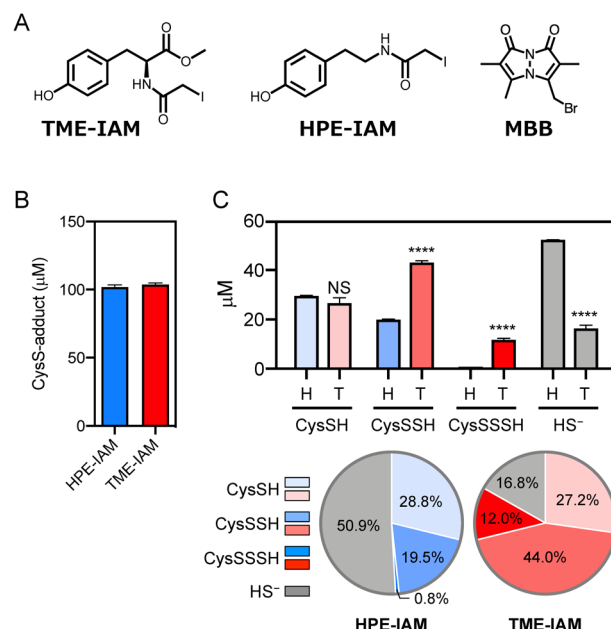 A
HO
O
O
HN
I
O
TME-IAM
HO
H
N
O
I
HPE-IAM
O
O
N
N
Br
MBB
B
CysS-adduct (μM)
150
100
50
0
HPE-IAM
TME-IAM
C
μM
60
40
20
0
NS
****
****
****
H T H T H T H T
CysSH CysSSH CysSSSH HS⁻
CysSH
CysSSH
CysSSSH
HS⁻
50.9%
28.8%
19.5%
0.8%
HPE-IAM
16.8%
27.2%
12.0%
44.0%
TME-IAM